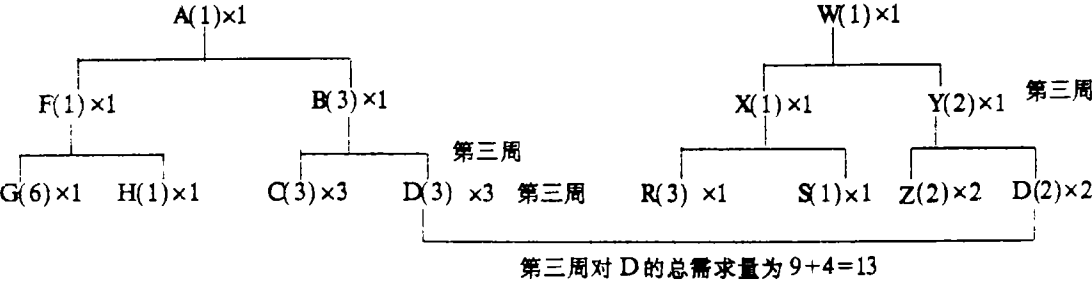 A(1)×1 W(1)×1
F(1)×1 B(3)×1 X(1)×1 Y(2)×1 第三周
第三周
G(6)×1 H(1)×1 C(3)×3 D(3) ×3 第三周 R(3) ×1 S(1)×1 Z(2)×2 D(2)×2
第三周对 D 的总需求量为 9+4=13